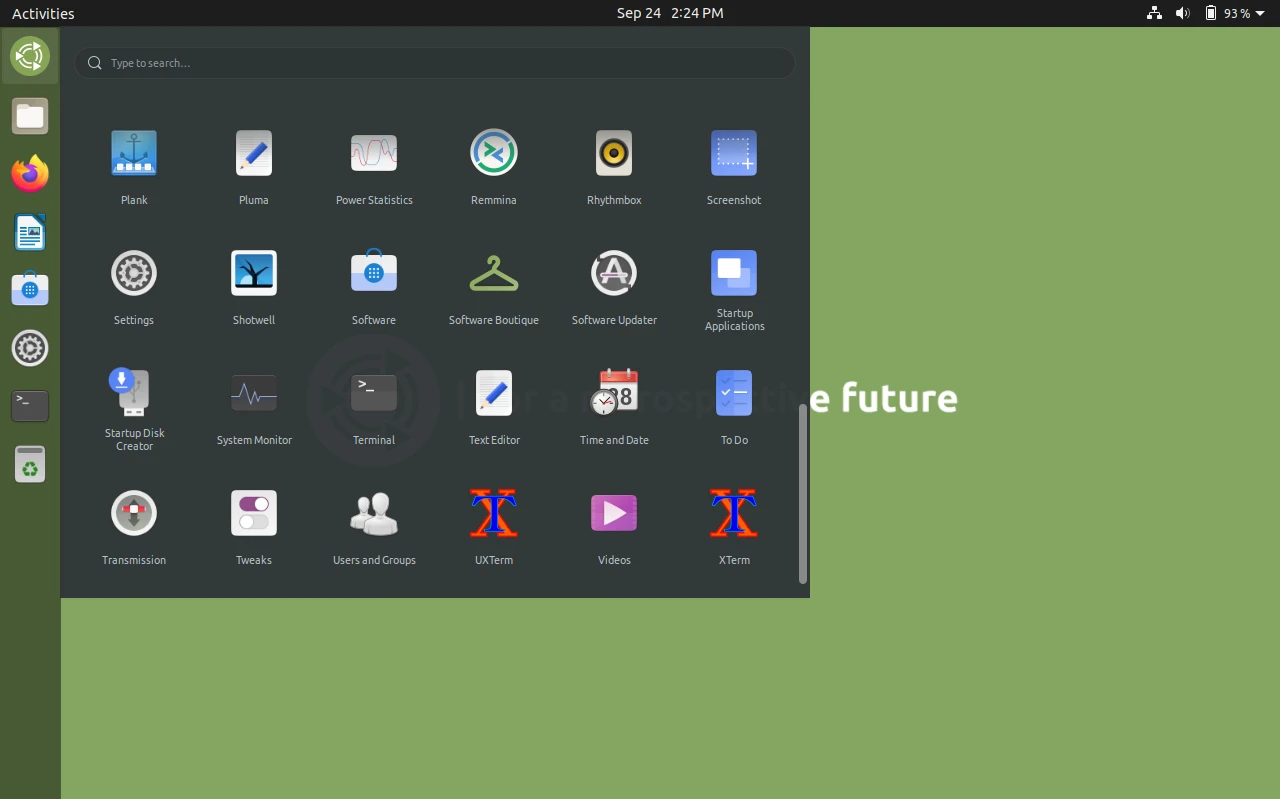 Activities
Sep 24 2:24 PM
93 %
Type to search...
Plank
Pluma
Power Statistics
Remmina
Rhythmbox
Screenshot
Settings
Shotwell
Software
Software Boutique
Software Updater
Startup
Applications
Startup Disk
Creator
System Monitor
Terminal
Text Editor
Time and Date
To Do
| For a retrospective future
Transmission
Tweaks
Users and Groups
UXTerm
Videos
XTerm